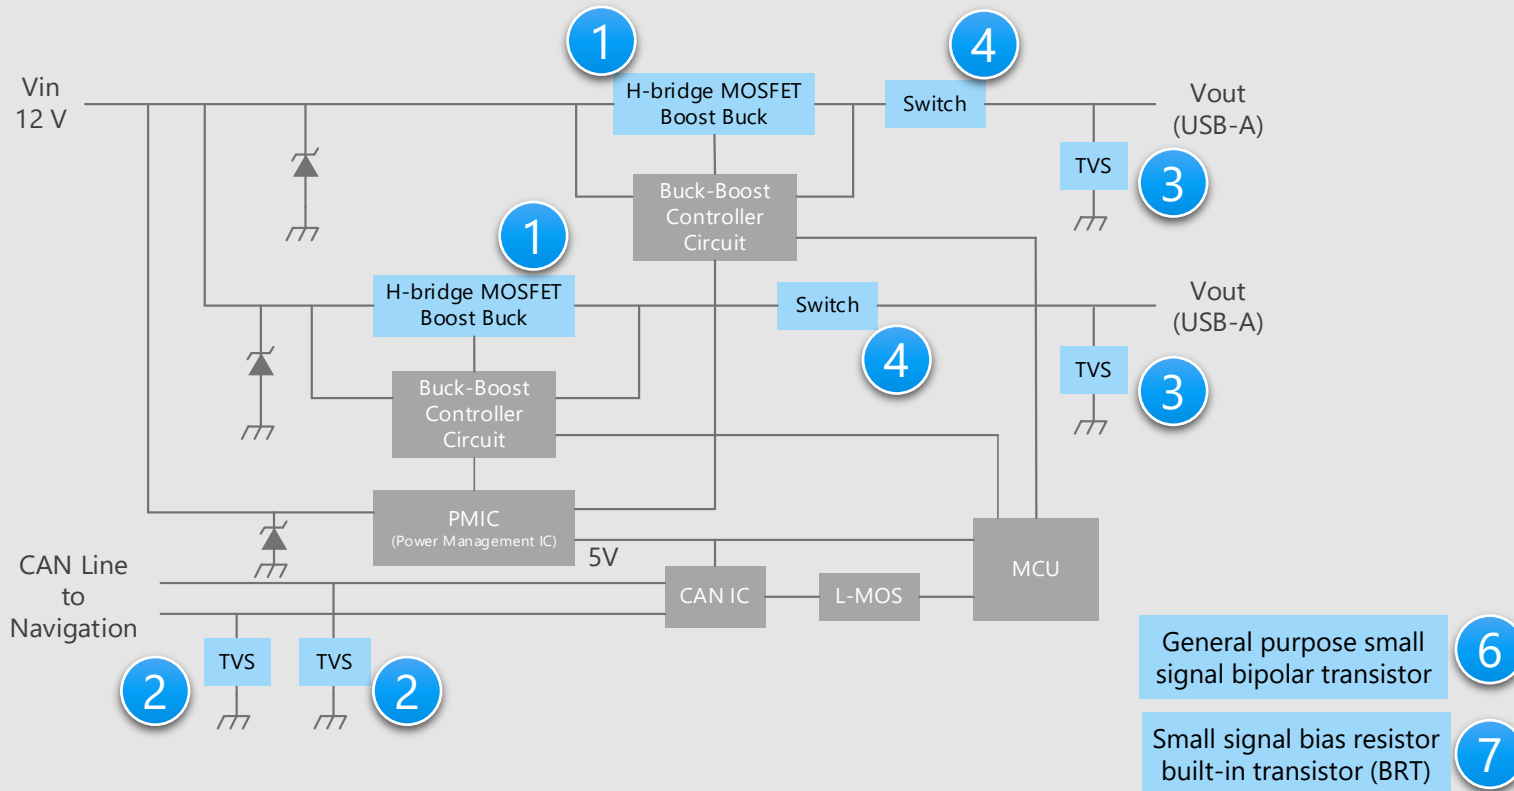 1
4
Vin
12 V
H-bridge MOSFET
Boost Buck
Switch
Vout
(USB-A)
TVS
3
Buck-Boost
Controller
Circuit
1
H-bridge MOSFET
Boost Buck
Switch
Vout
(USB-A)
4
TVS
3
Buck-Boost
Controller
Circuit
PMIC
(Power Management IC)
5V
MCU
CAN Line
to
Navigation
CAN IC
L-MOS
TVS
TVS
2
2
General purpose small
signal bipolar transistor
6
Small signal bias resistor
built-in transistor (BRT)
7